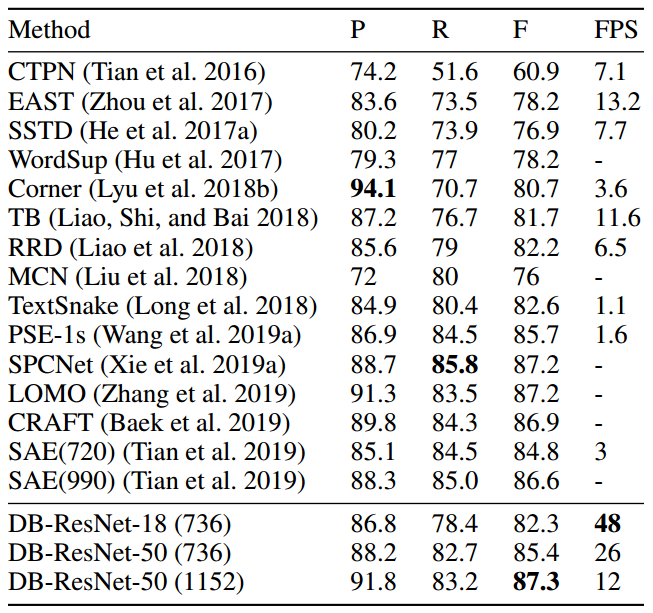 Method P R F FPS
CTPN (Tian et al. 2016) 74.2 51.6 60.9 7.1
EAST (Zhou et al. 2017) 83.6 73.5 78.2 13.2
SSTD (He et al. 2017a) 80.2 73.9 76.9 7.7
WordSup (Hu et al. 2017) 79.3 77 78.2 -
Corner (Lyu et al. 2018b) 94.1 70.7 80.7 3.6
TB (Liao, Shi, and Bai 2018) 87.2 76.7 81.7 11.6
RRD (Liao et al. 2018) 85.6 79 82.2 6.5
MCN (Liu et al. 2018) 72 80 76 -
TextSnake (Long et al. 2018) 84.9 80.4 82.6 1.1
PSE-1s (Wang et al. 2019a) 86.9 84.5 85.7 1.6
SPCNet (Xie et al. 2019a) 88.7 85.8 87.2 -
LOMO (Zhang et al. 2019) 91.3 83.5 87.2 -
CRAFT (Baek et al. 2019) 89.8 84.3 86.9 -
SAE(720) (Tian et al. 2019) 85.1 84.5 84.8 3
SAE(990) (Tian et al. 2019) 88.3 85.0 86.6 -
DB-ResNet-18 (736) 86.8 78.4 82.3 48
DB-ResNet-50 (736) 88.2 82.7 85.4 26
DB-ResNet-50 (1152) 91.8 83.2 87.3 12